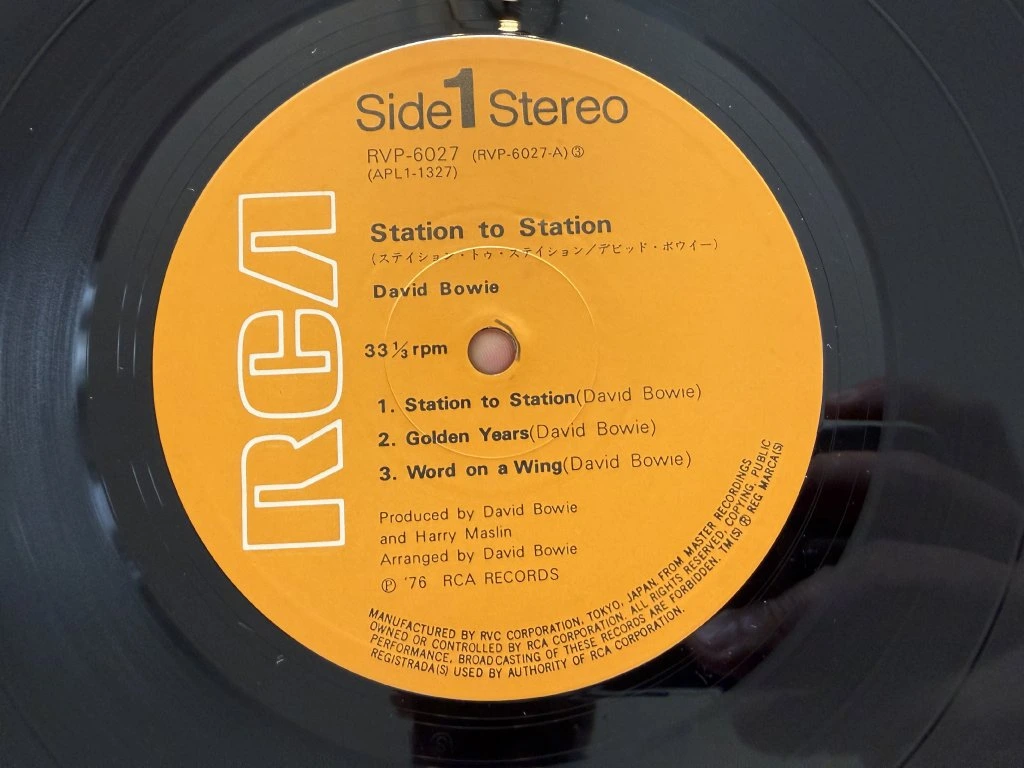 Side 1 Stereo
RVP-6027 (RVP-6027-A) ③
(APL1-1327)
RCA
Station to Station
(ステイション・トゥ・ステイション／デビッド・ボウイー)
David Bowie
33⅓ rpm
1. Station to Station(David Bowie)
2. Golden Years(David Bowie)
3. Word on a Wing(David Bowie)
Produced by David Bowie
and Harry Maslin
Arranged by David Bowie
℗ '76 RCA RECORDS
MANUFACTURED BY RVC CORPORATION, TOKYO, JAPAN, FROM MASTER RECORDINGS
OWNED OR CONTROLLED BY RCA CORPORATION. ALL RIGHTS RESERVED. COPYING, PUBLIC
PERFORMANCE, BROADCASTING OF THESE RECORDS ARE FORBIDDEN. TM(S) ® REG MARCA(S)
REGISTRADA(S) USED BY AUTHORITY OF RCA CORPORATION.